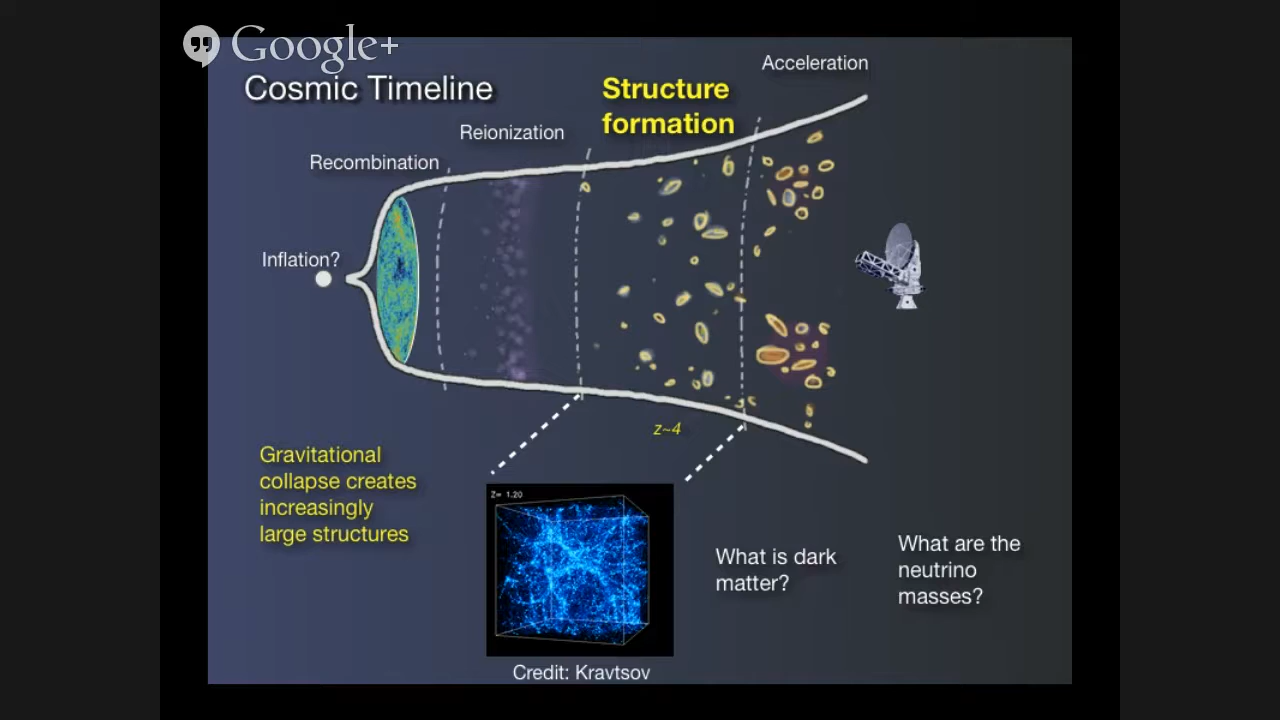 Google+
Cosmic Timeline
Structure
formation
Acceleration
Reionization
Recombination
Inflation?
z~4
Gravitational
collapse creates
increasingly
large structures
Z= 1.20
What is dark
matter?
What are the
neutrino
masses?
Credit: Kravtsov